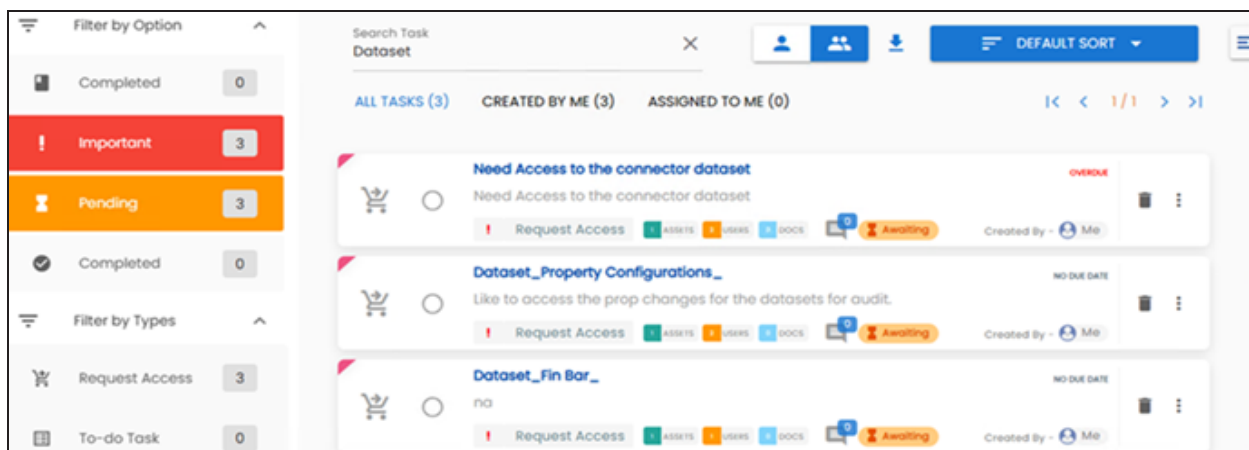 Filter by Option
Completed 0
Important 3
Pending 3
Completed 0
Filter by Types
Request Access 3
To-do Task 0
Search Task
Dataset
DEFAULT SORT
ALL TASKS (3) CREATED BY ME (3) ASSIGNED TO ME (0)
1/1
Need Access to the connector dataset
OVERDUE
Need Access to the connector dataset
Request Access ASSETS USERS DOCS 0 Awaiting Created By - Me
Dataset_Property Configurations_
NO DUE DATE
Like to access the prop changes for the datasets for audit.
Request Access ASSETS USERS DOCS 0 Awaiting Created By - Me
Dataset_Fin Bar_
NO DUE DATE
na
Request Access ASSETS USERS DOCS 0 Awaiting Created By - Me